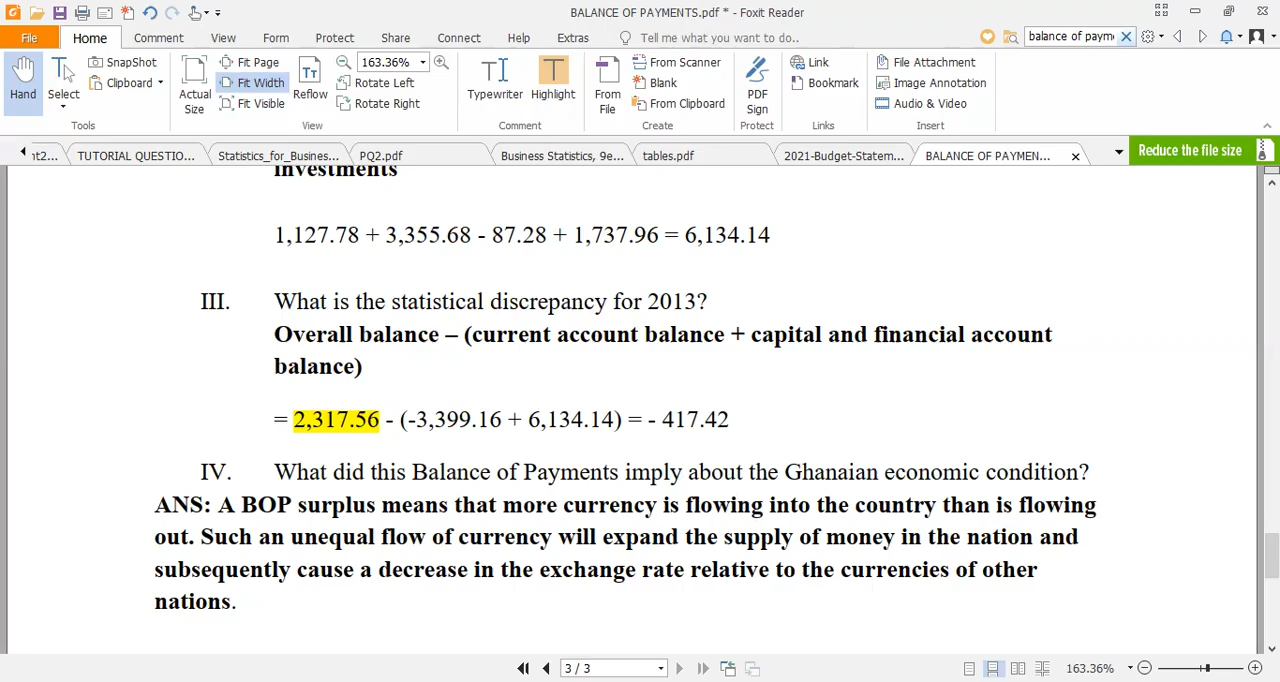 BALANCE OF PAYMENTS.pdf * - Foxit Reader
File Home Comment View Form Protect Share Connect Help Extras Tell me what you want to do.. balance of paym
Hand
Select
SnapShot
Clipboard
Tools
Actual Size
Fit Page
Fit Width
Fit Visible
Reflow
163.36%
Rotate Left
Rotate Right
View
Typewriter
Highlight
Comment
From File
From Scanner
Blank
From Clipboard
Create
PDF Sign
Protect
Link
Bookmark
Links
File Attachment
Image Annotation
Audio & Video
Insert
nt2... TUTORIAL QUESTIO... Statistics_for_Busines... PQ2.pdf Business Statistics, 9e... tables.pdf 2021-Budget-Statem... BALANCE OF PAYMEN... Reduce the file size
investments
1,127.78 + 3,355.68 - 87.28 + 1,737.96 = 6,134.14
III. What is the statistical discrepancy for 2013?
Overall balance – (current account balance + capital and financial account
balance)
= 2,317.56 - (-3,399.16 + 6,134.14) = - 417.42
IV. What did this Balance of Payments imply about the Ghanaian economic condition?
ANS: A BOP surplus means that more currency is flowing into the country than is flowing
out. Such an unequal flow of currency will expand the supply of money in the nation and
subsequently cause a decrease in the exchange rate relative to the currencies of other
nations.
3 / 3 163.36%